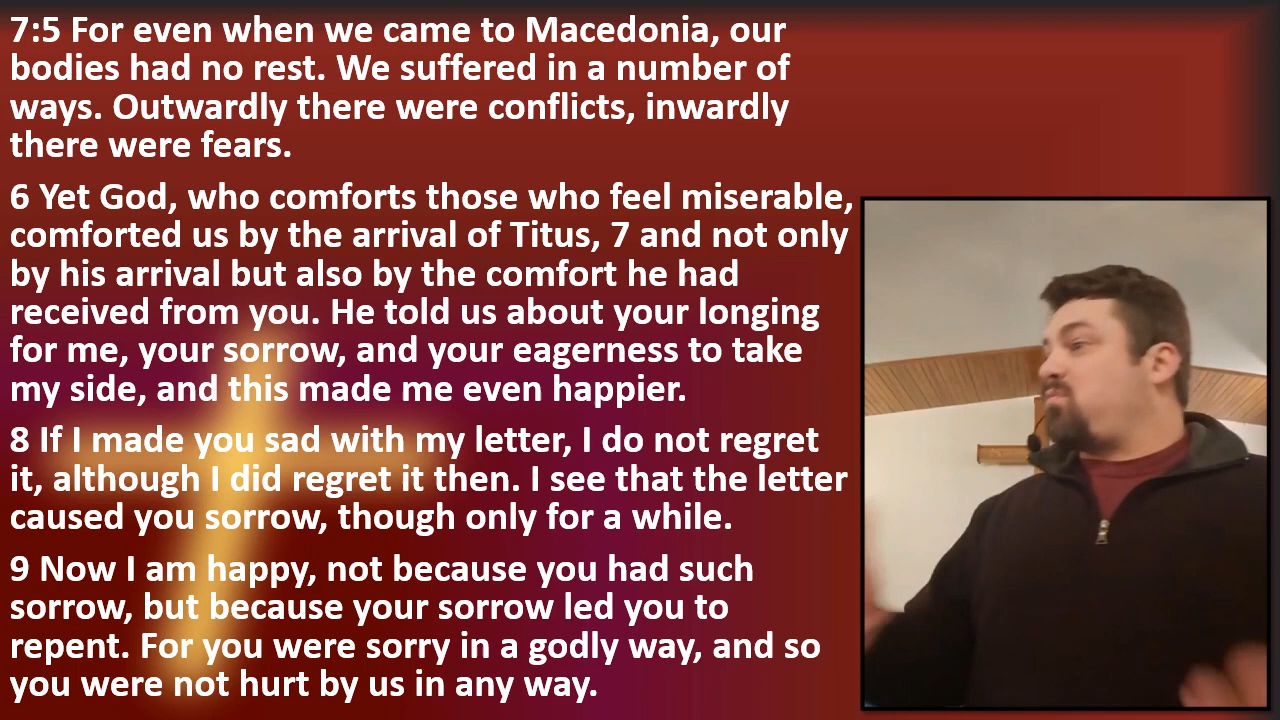 7:5 For even when we came to Macedonia, our
bodies had no rest. We suffered in a number of
ways. Outwardly there were conflicts, inwardly
there were fears.
6 Yet God, who comforts those who feel miserable,
comforted us by the arrival of Titus, 7 and not only
by his arrival but also by the comfort he had
received from you. He told us about your longing
for me, your sorrow, and your eagerness to take
my side, and this made me even happier.
8 If I made you sad with my letter, I do not regret
it, although I did regret it then. I see that the letter
caused you sorrow, though only for a while.
9 Now I am happy, not because you had such
sorrow, but because your sorrow led you to
repent. For you were sorry in a godly way, and so
you were not hurt by us in any way.